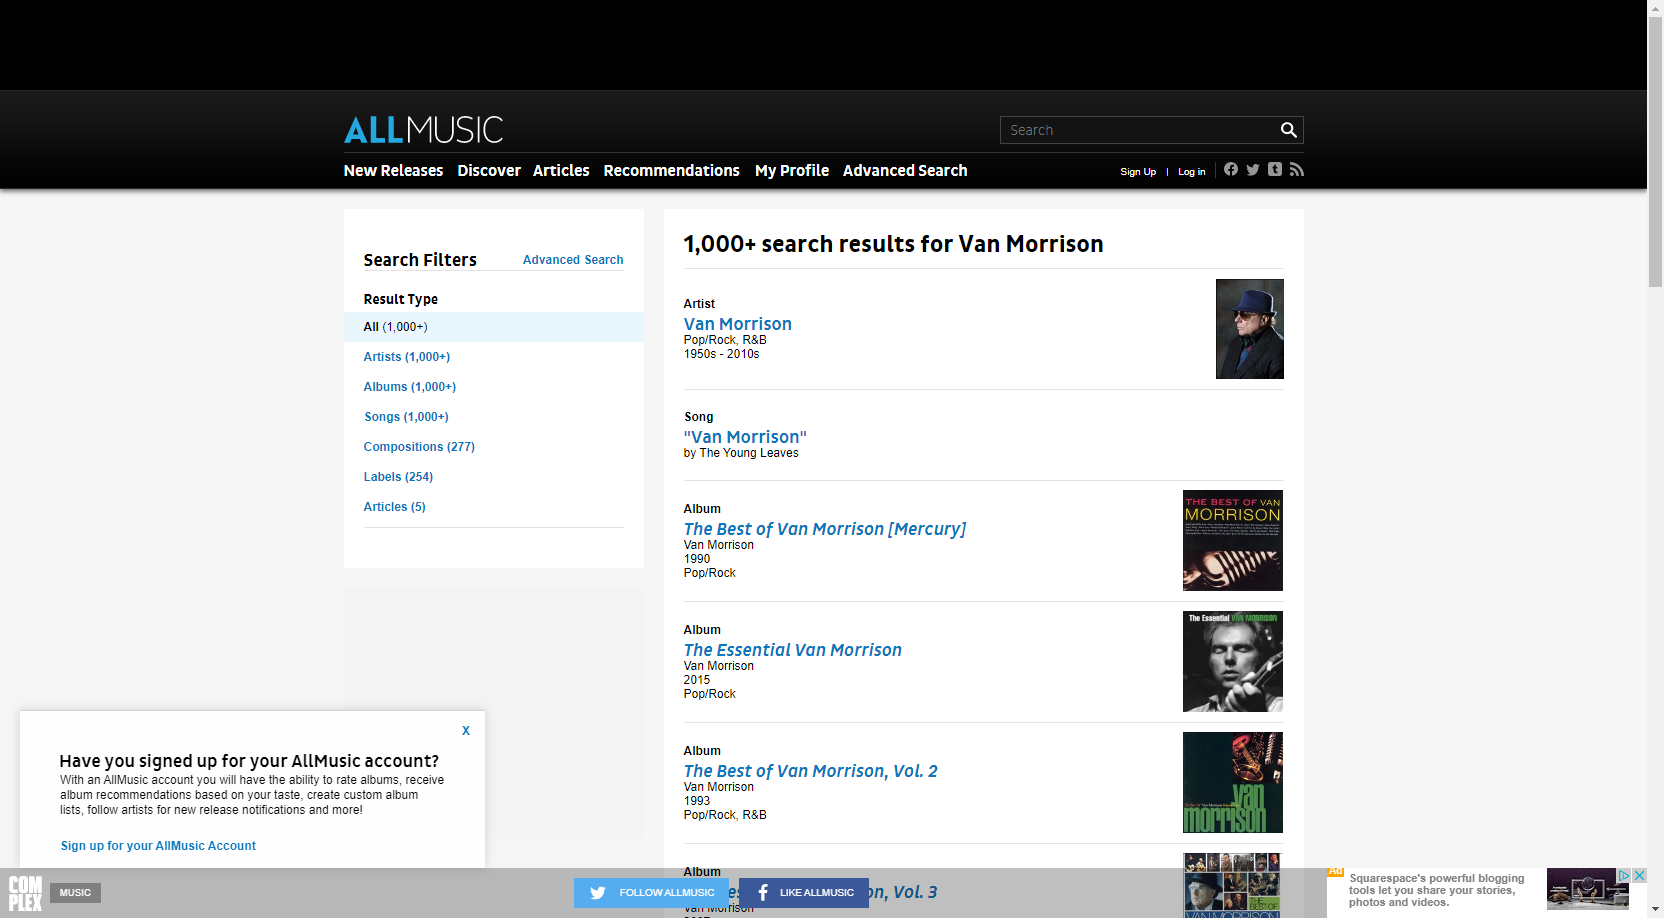 ALLMUSIC
Search
New Releases Discover Articles Recommendations My Profile Advanced Search
Sign Up | Log in
Search Filters
Advanced Search
Result Type
All (1,000+)
Artists (1,000+)
Albums (1,000+)
Songs (1,000+)
Compositions (277)
Labels (254)
Articles (5)
1,000+ search results for Van Morrison
Artist
Van Morrison
Pop/Rock, R&B
1950s - 2010s
Song
"Van Morrison"
by The Young Leaves
Album
The Best of Van Morrison [Mercury]
Van Morrison
1990
Pop/Rock
THE BEST OF VAN
MORRISON
Album
The Essential Van Morrison
Van Morrison
2015
Pop/Rock
The Essential VAN MORRISON
Album
The Best of Van Morrison, Vol. 2
Van Morrison
1993
Pop/Rock, R&B
van
morrison
Album
on, Vol. 3
Van Morrison
THE BEST OF
VAN MORRISON
X
Have you signed up for your AllMusic account?
With an AllMusic account you will have the ability to rate albums, receive
album recommendations based on your taste, create custom album
lists, follow artists for new release notifications and more!
Sign up for your AllMusic Account
COMPLEX
MUSIC
FOLLOW ALLMUSIC
LIKE ALLMUSIC
Ad
Squarespace's powerful blogging
tools let you share your stories,
photos and videos.